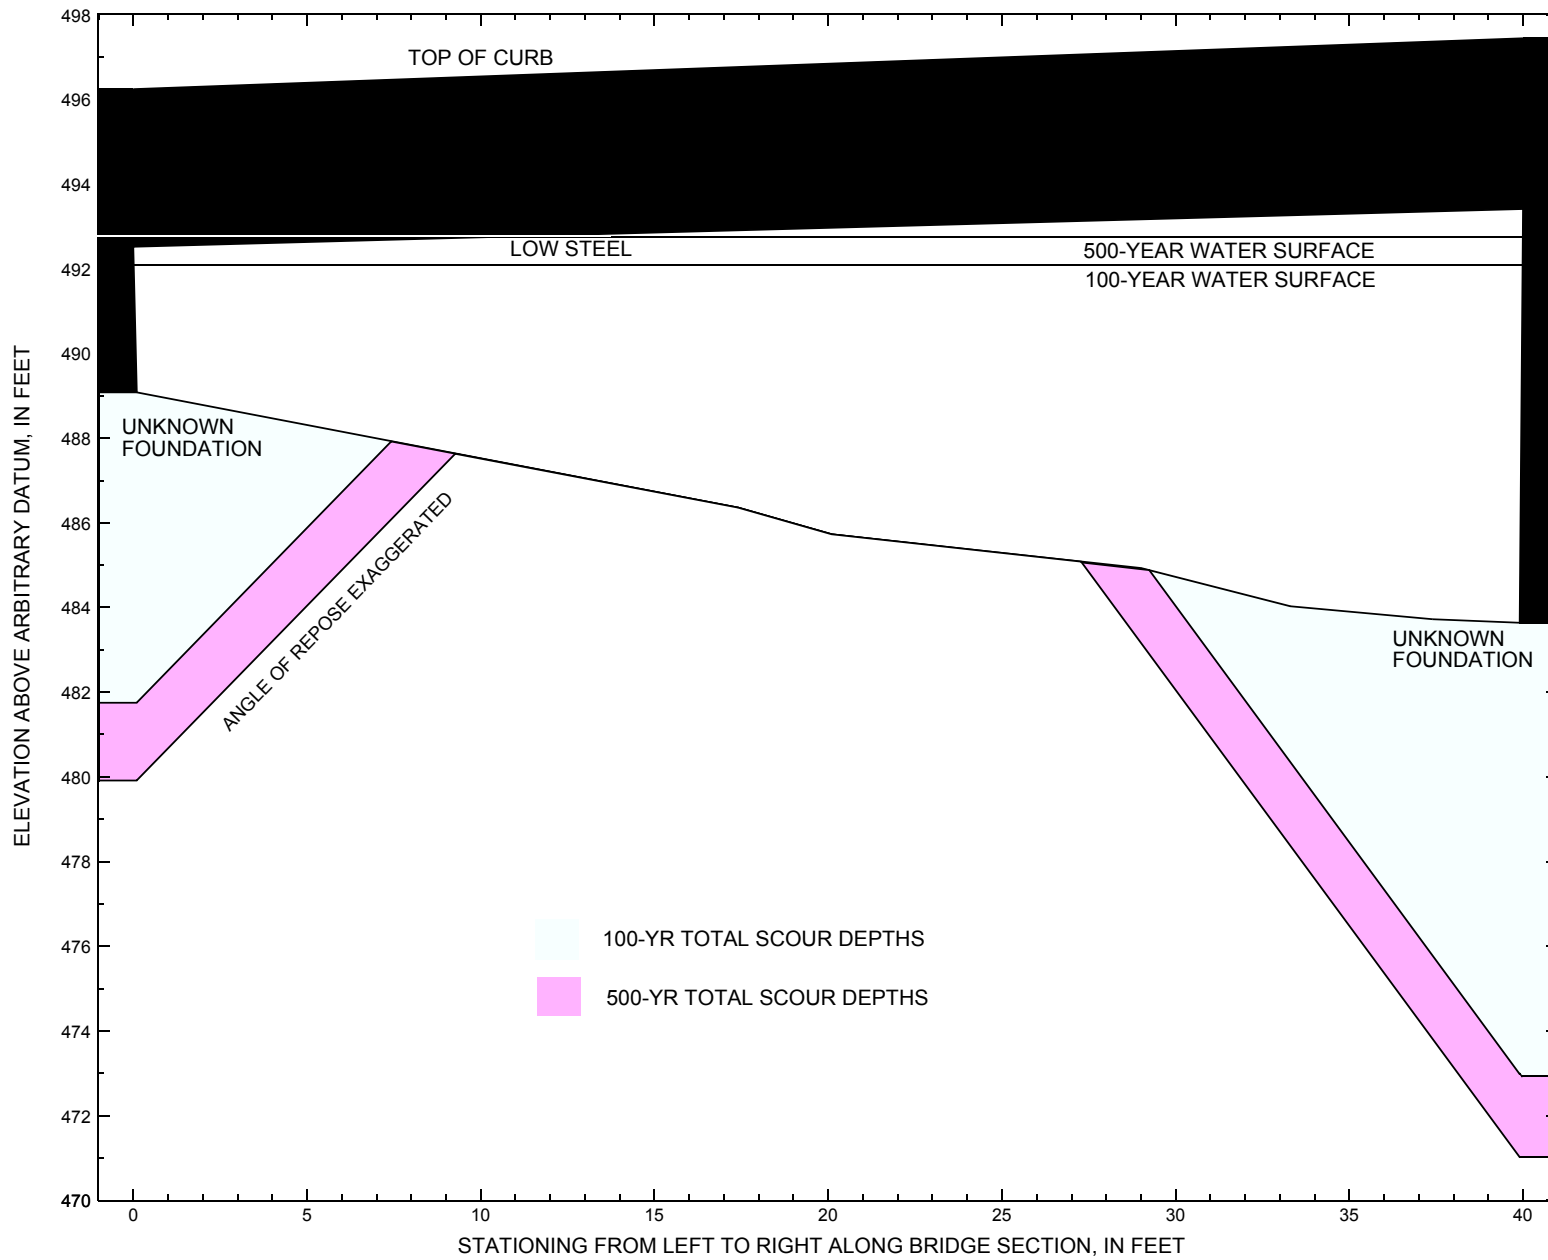 498
496
494
492
490
488
486
484
482
480
478
476
474
472
470
ELEVATION ABOVE ARBITRARY DATUM, IN FEET
TOP OF CURB
LOW STEEL
500-YEAR WATER SURFACE
100-YEAR WATER SURFACE
UNKNOWN
FOUNDATION
ANGLE OF REPOSE EXAGGERATED
UNKNOWN
FOUNDATION
100-YR TOTAL SCOUR DEPTHS
500-YR TOTAL SCOUR DEPTHS
0 5 10 15 20 25 30 35 40
STATIONING FROM LEFT TO RIGHT ALONG BRIDGE SECTION, IN FEET